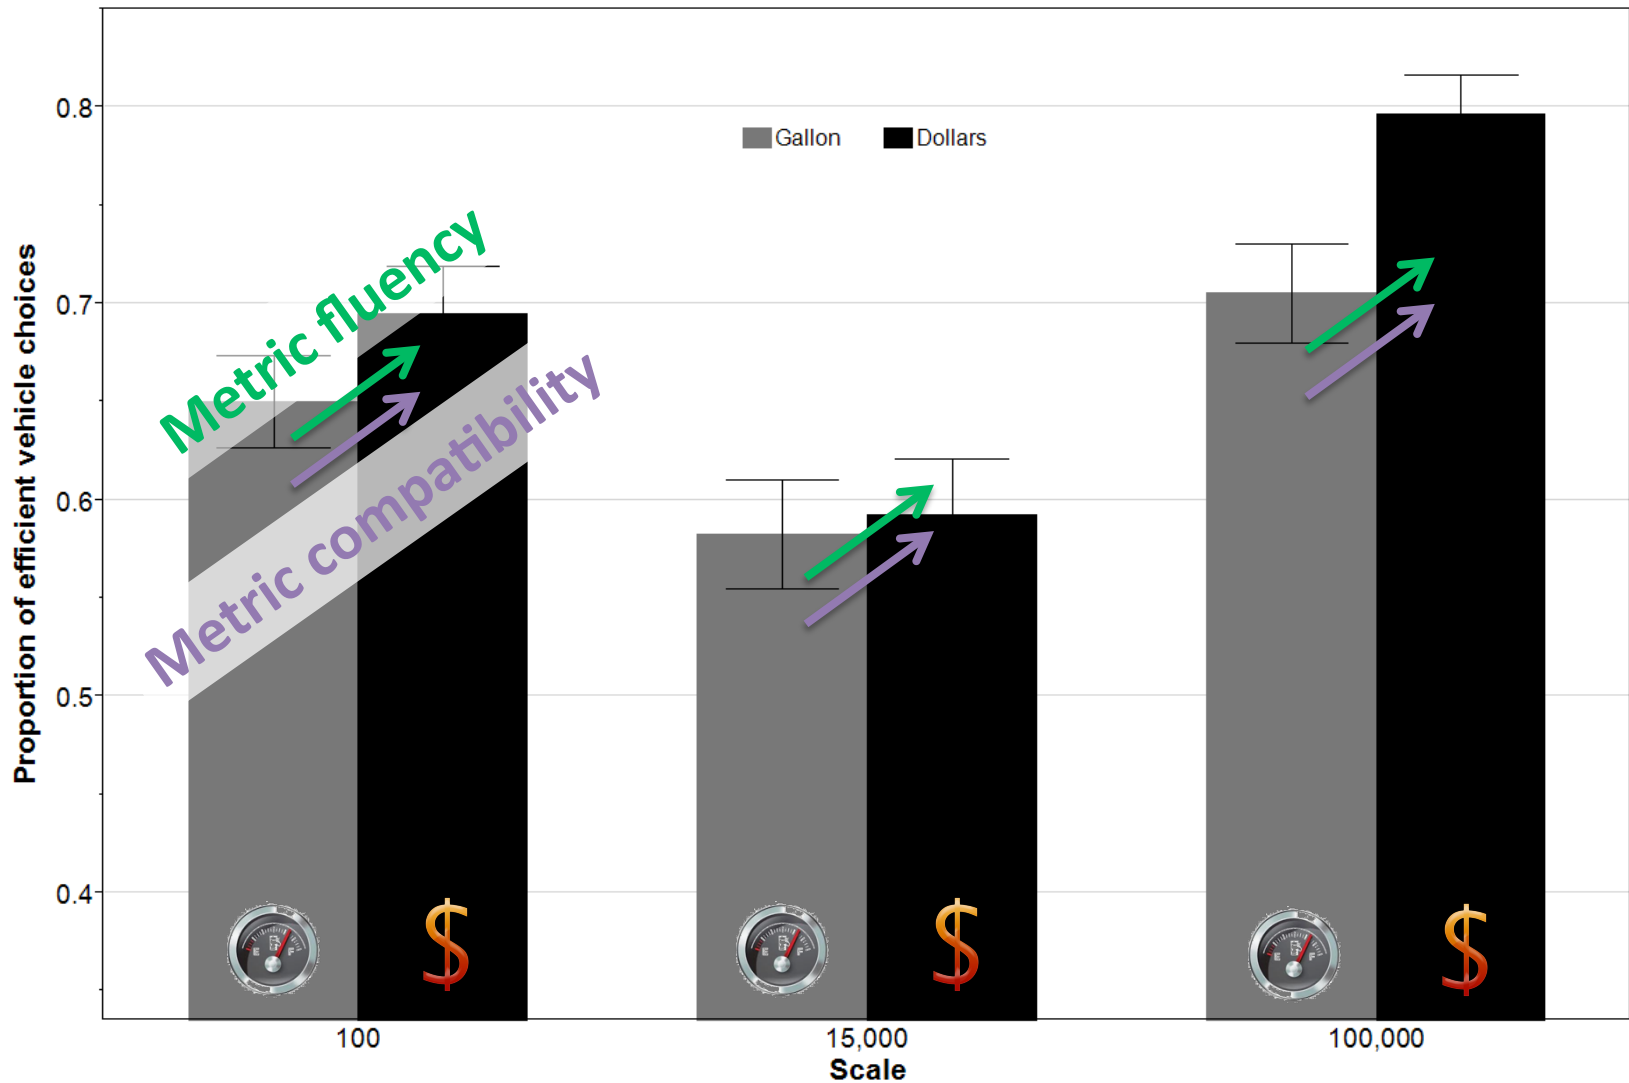 0.8
0.7
0.6
0.5
0.4
Proportion of efficient vehicle choices
Gallon
Dollars
Metric fluency
Metric compatibility
$
$
$
100
15,000
100,000
Scale